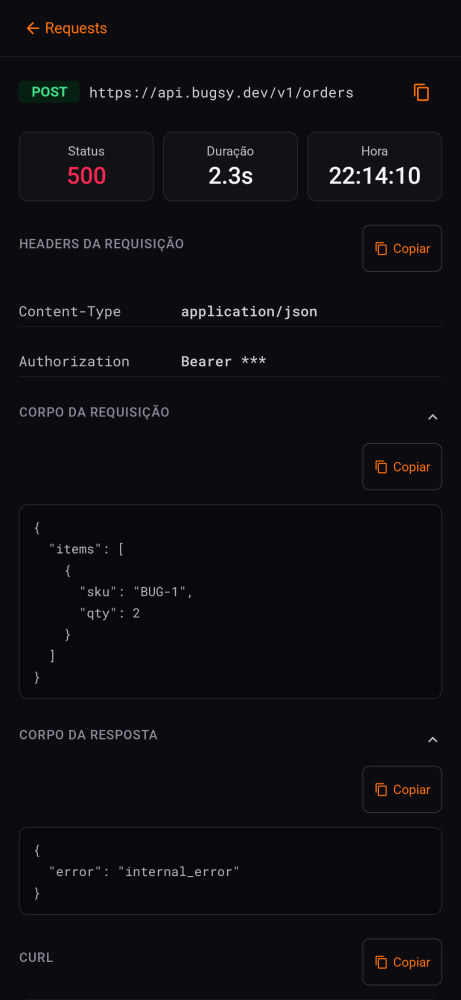 Requests
POST https://api.bugsy.dev/v1/orders
Status
500
Duração
2.3s
Hora
22:14:10
HEADERS DA REQUISIÇÃO
Copiar
Content-Type application/json
Authorization Bearer ***
CORPO DA REQUISIÇÃO
Copiar
{
  "items": [
    {
      "sku": "BUG-1",
      "qty": 2
    }
  ]
}
CORPO DA RESPOSTA
Copiar
{
  "error": "internal_error"
}
CURL
Copiar